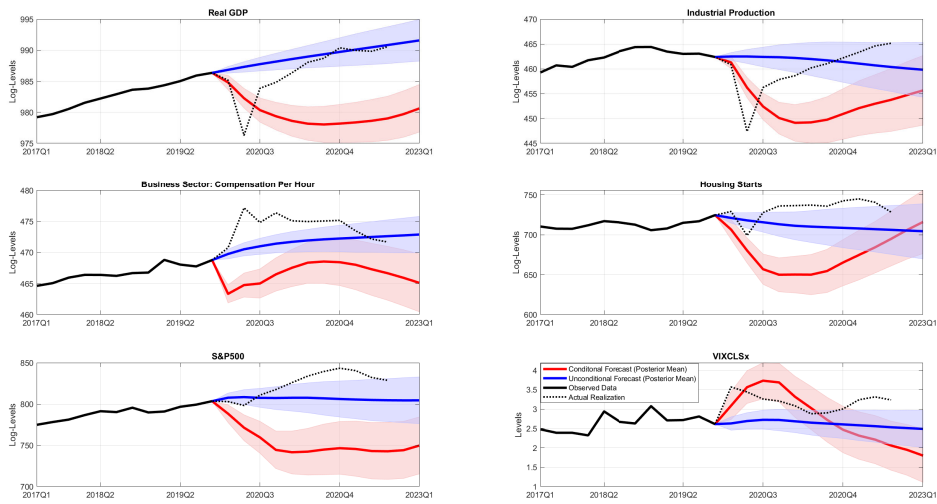 Real GDP
Log-Levels
995
990
985
980
975
2017Q1 2018Q2 2019Q2 2020Q3 2020Q4 2023Q1
Industrial Production
Log-Levels
465
460
455
450
445
2017Q1 2018Q2 2019Q2 2020Q3 2020Q4 2023Q1
Business Sector: Compensation Per Hour
Log-Levels
480
475
470
465
460
2017Q1 2018Q2 2019Q2 2020Q3 2020Q4 2023Q1
Housing Starts
Log-Levels
750
700
650
600
2017Q1 2018Q2 2019Q2 2020Q3 2020Q4 2023Q1
S&P500
Log-Levels
850
800
750
700
2017Q1 2018Q2 2019Q2 2020Q3 2020Q4 2023Q1
VIXCLSx
Levels
4
3.5
3
2.5
2
1.5
1
Conditonal Forecast (Posterior Mean)
Unconditional Forecast (Posterior Mean)
Observed Data
Actual Realization
2017Q1 2018Q2 2019Q2 2020Q3 2020Q4 2023Q1